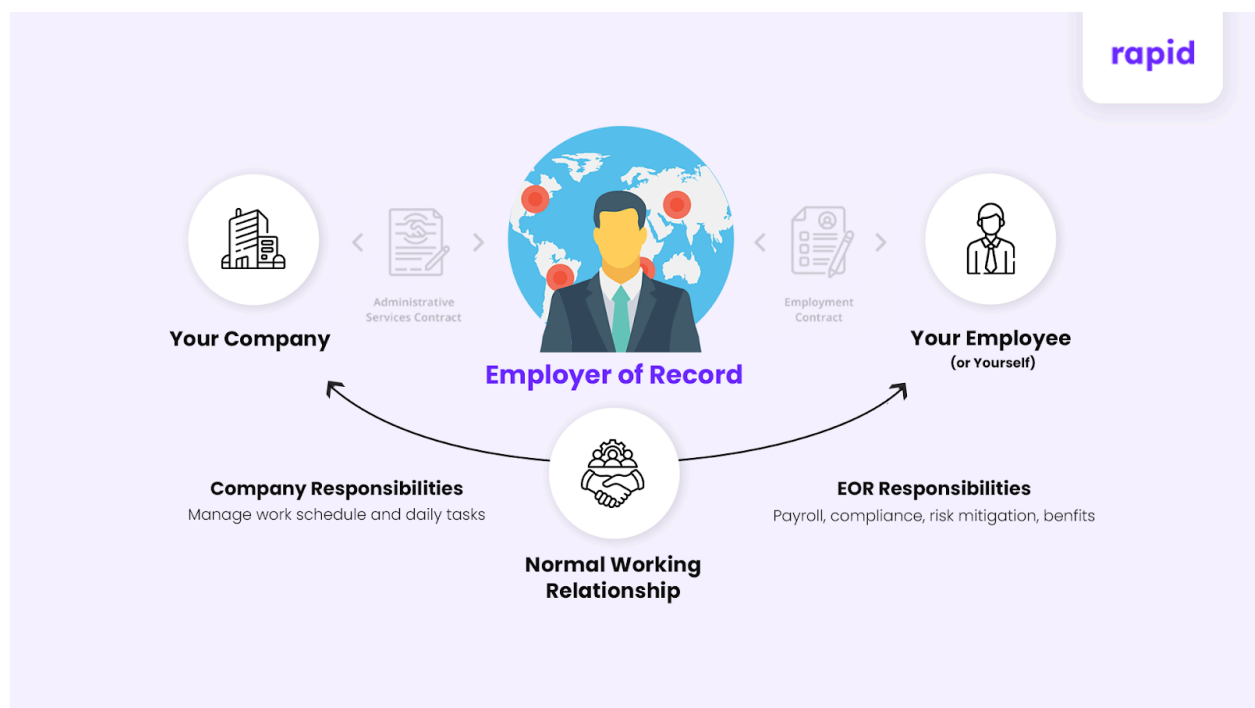 rapid
Administrative
Services Contract
Employment
Contract
Your Company
Your Employee
(or Yourself)
Employer of Record
Company Responsibilities
Manage work schedule and daily tasks
EOR Responsibilities
Payroll, compliance, risk mitigation, benfits
Normal Working
Relationship